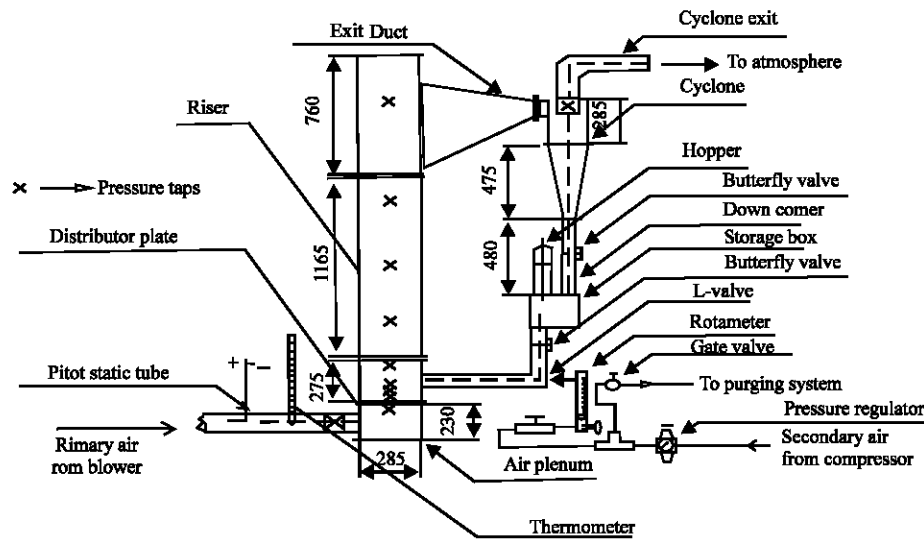 Cyclone exit
Exit Duct
To atmosphere
Cyclone
760
285
Riser
Hopper
475
Butterfly valve
Pressure taps
Down comer
Distributor plate
Storage box
480
1165
Butterfly valve
L-valve
Rotameter
Gate valve
+
–
Pitot static tube
275
To purging system
Pressure regulator
230
Rimary air
rom blower
Secondary air
from compressor
285
Air plenum
Thermometer